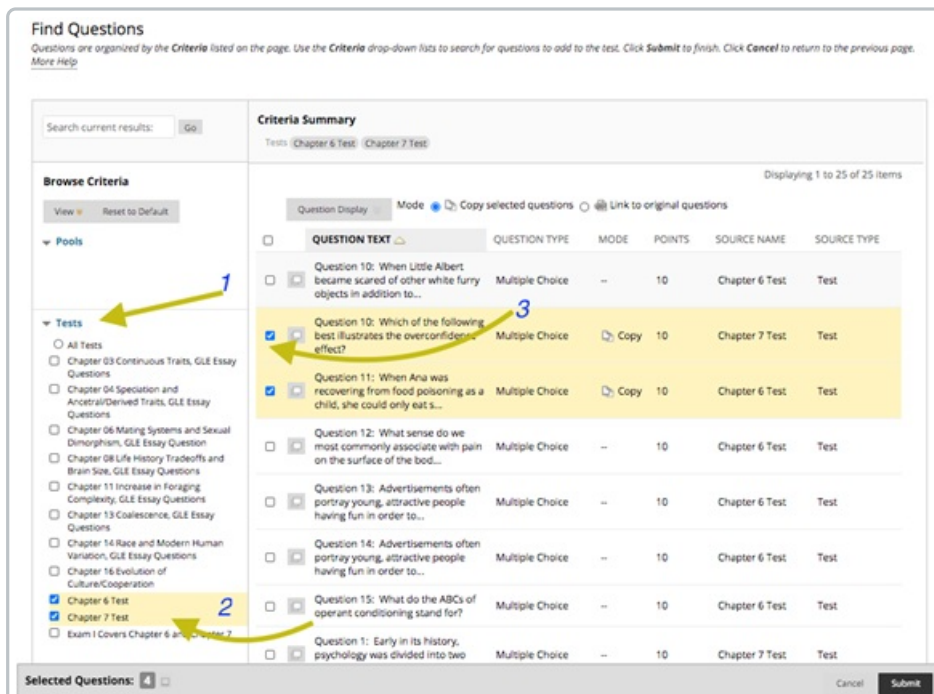 Find Questions
Questions are organized by the Criteria listed on the page. Use the Criteria drop-down lists to search for questions to add to the test. Click Submit to finish. Click Cancel to return to the previous page.
More Help
Search current results:
Go
Criteria Summary
Tests Chapter 6 Test Chapter 7 Test
Displaying 1 to 25 of 25 items
Browse Criteria
View Reset to Default
Question Display Mode Copy selected questions Link to original questions
Pools
1
Tests
All Tests
Chapter 03 Continuous Traits, GLE Essay
Questions
Chapter 04 Speciation and
Ancetral/Derived Traits, GLE Essay
Questions
Chapter 06 Mating Systems and Sexual
Dimorphism, GLE Essay Question
Chapter 08 Life History Tradeoffs and
Brain Size, GLE Essay Questions
Chapter 11 Increase in Foraging
Complexity, GLE Essay Questions
Chapter 13 Coalescence, GLE Essay
Questions
Chapter 14 Race and Modern Human
Variation, GLE Essay Questions
Chapter 16 Evolution of
Culture/Cooperation
Chapter 6 Test
Chapter 7 Test
2
Exam I Covers Chapter 6 and Chapter 7
QUESTION TEXT QUESTION TYPE MODE POINTS SOURCE NAME SOURCE TYPE
Question 10: When Little Albert
became scared of other white furry
objects in addition to...
Multiple Choice -- 10 Chapter 6 Test Test
3
Question 10: Which of the following
best illustrates the overconfidence
effect?
Multiple Choice Copy 10 Chapter 7 Test Test
Question 11: When Ana was
recovering from food poisoning as a
child, she could only eat s...
Multiple Choice Copy 10 Chapter 6 Test Test
Question 12: What sense do we
most commonly associate with pain
on the surface of the bod...
Multiple Choice -- 10 Chapter 6 Test Test
Question 13: Advertisements often
portray young, attractive people
having fun in order to...
Multiple Choice -- 10 Chapter 6 Test Test
Question 14: Advertisements often
portray young, attractive people
having fun in order to...
Multiple Choice -- 10 Chapter 6 Test Test
Question 15: What do the ABCs of
operant conditioning stand for?
Multiple Choice -- 10 Chapter 6 Test Test
Question 1: Early in its history,
psychology was divided into two
Multiple Choice -- 10 Chapter 7 Test Test
Selected Questions: 4
Cancel Submit